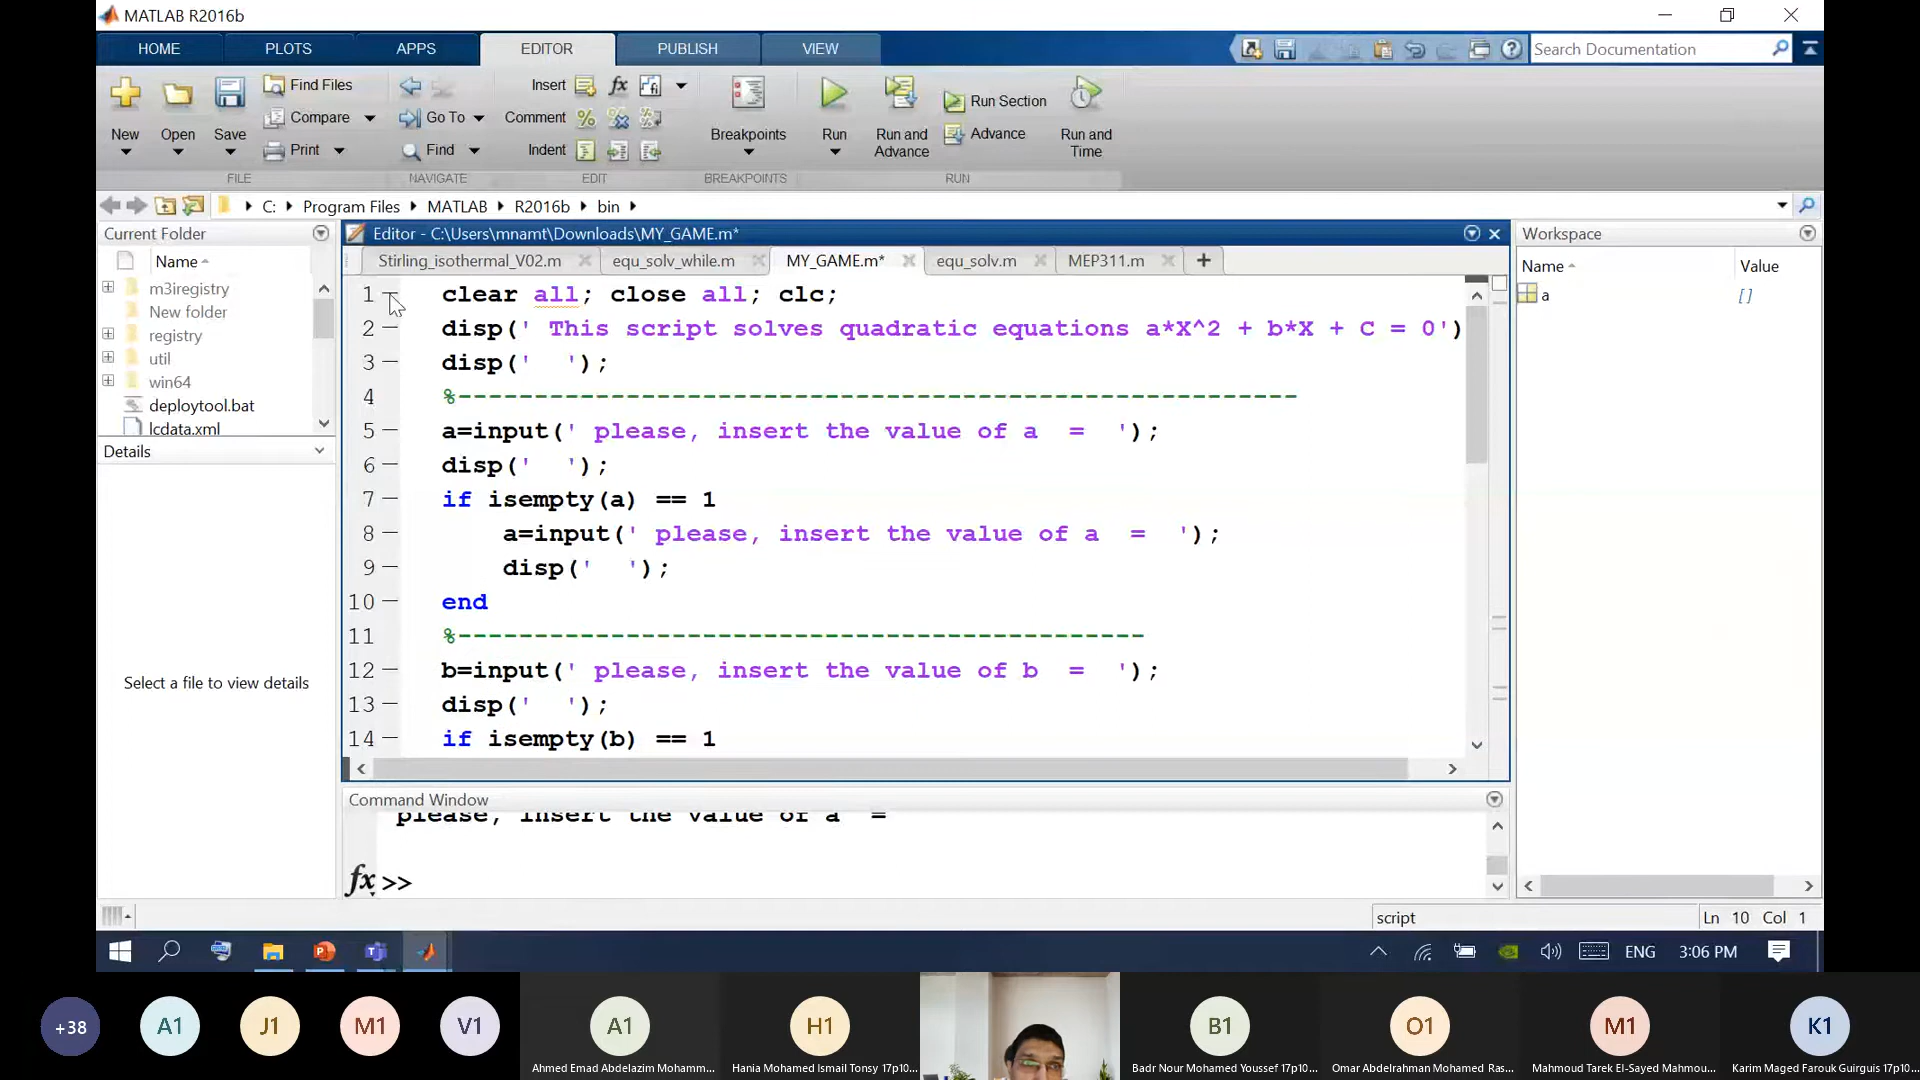 MATLAB R2016b
HOME PLOTS APPS EDITOR PUBLISH VIEW
Search Documentation
New Open Save
Find Files
Compare
Print
Go To
Find
Insert fx
Comment %
Indent
Breakpoints
Run
Run and Advance
Run Section
Advance
Run and Time
FILE NAVIGATE EDIT BREAKPOINTS RUN
C: Program Files MATLAB R2016b bin
Current Folder
Name
m3iregistry
New folder
registry
util
win64
deploytool.bat
lcdata.xml
Details
Select a file to view details
Editor - C:\Users\mnamt\Downloads\MY_GAME.m*
Stirling_isothermal_V02.m equ_solv_while.m MY_GAME.m* equ_solv.m MEP311.m +
1 clear all; close all; clc;
2 disp(' This script solves quadratic equations a*X^2 + b*X + C = 0')
3 disp('  ');
4 %-------------------------------------------------------
5 a=input(' please, insert the value of a  =  ');
6 disp('  ');
7 if isempty(a) == 1
8 a=input(' please, insert the value of a  =  ');
9 disp('  ');
10 end
11 %---------------------------------------------
12 b=input(' please, insert the value of b  =  ');
13 disp('  ');
14 if isempty(b) == 1
Command Window
please, insert the value of a  =
fx >>
Workspace
Name Value
a []
script Ln 10 Col 1
ENG 3:06 PM
+38 A1 J1 M1 V1 A1 H1 B1 O1 M1 K1
Ahmed Emad Abdelazim Mohamm...
Hania Mohamed Ismail Tonsy 17p10...
Badr Nour Mohamed Youssef 17p10...
Omar Abdelrahman Mohamed Ras...
Mahmoud Tarek El-Sayed Mahmou...
Karim Maged Farouk Guirguis 17p10...